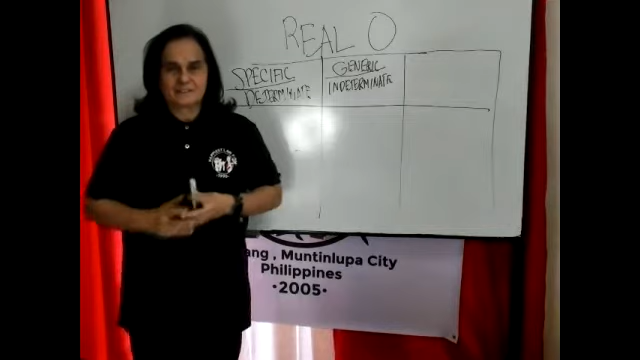 REAL O
SPECIFIC
DETERMINATE
GENERIC
INDETERMINATE
ang, Muntinlupa City
Philippines
•2005•